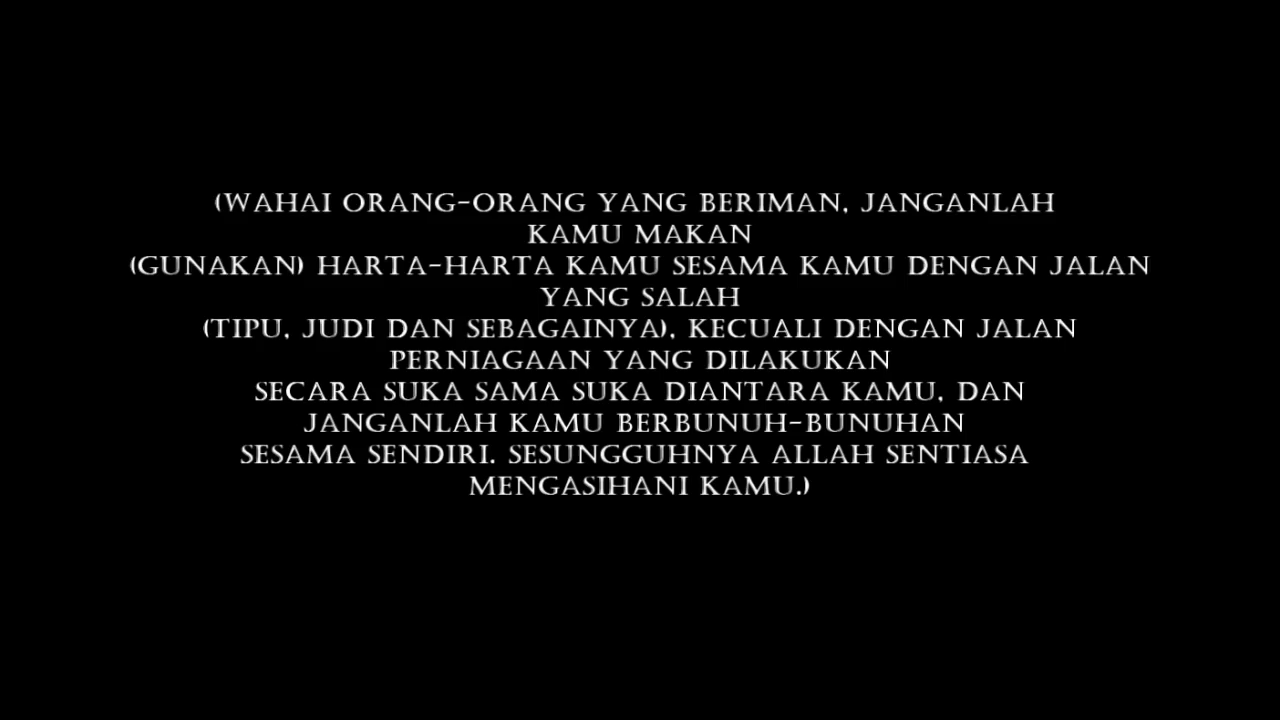 (WAHAI ORANG-ORANG YANG BERIMAN, JANGANLAH
KAMU MAKAN
(GUNAKAN) HARTA-HARTA KAMU SESAMA KAMU DENGAN JALAN
YANG SALAH
(TIPU, JUDI DAN SEBAGAINYA), KECUALI DENGAN JALAN
PERNIAGAAN YANG DILAKUKAN
SECARA SUKA SAMA SUKA DIANTARA KAMU, DAN
JANGANLAH KAMU BERBUNUH-BUNUHAN
SESAMA SENDIRI. SESUNGGUHNYA ALLAH SENTIASA
MENGASIHANI KAMU.)